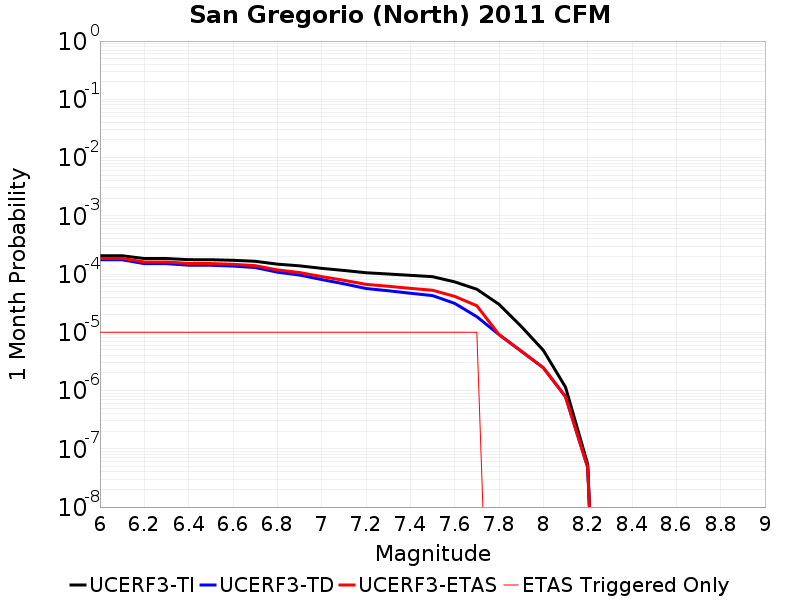 San Gregorio (North) 2011 CFM
1 Month Probability
10^0
10^-1
10^-2
10^-3
10^-4
10^-5
10^-6
10^-7
10^-8
6 6.2 6.4 6.6 6.8 7 7.2 7.4 7.6 7.8 8 8.2 8.4 8.6 8.8 9
Magnitude
UCERF3-TI UCERF3-TD UCERF3-ETAS ETAS Triggered Only